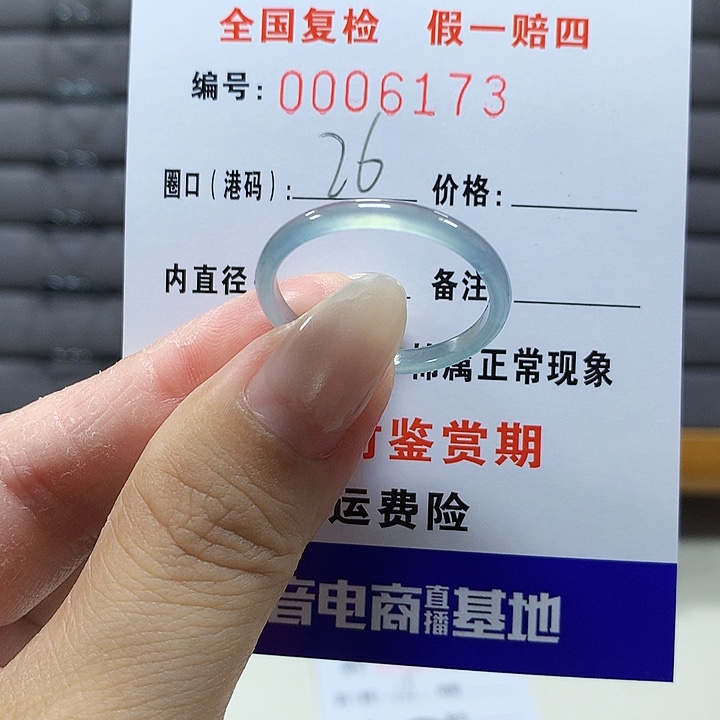 全国复检 假一赔四
编号: 0006173
圈口(港码): 26 价格:
内直径 备注
属正常现象
鉴赏期
运费险
音电商直播基地